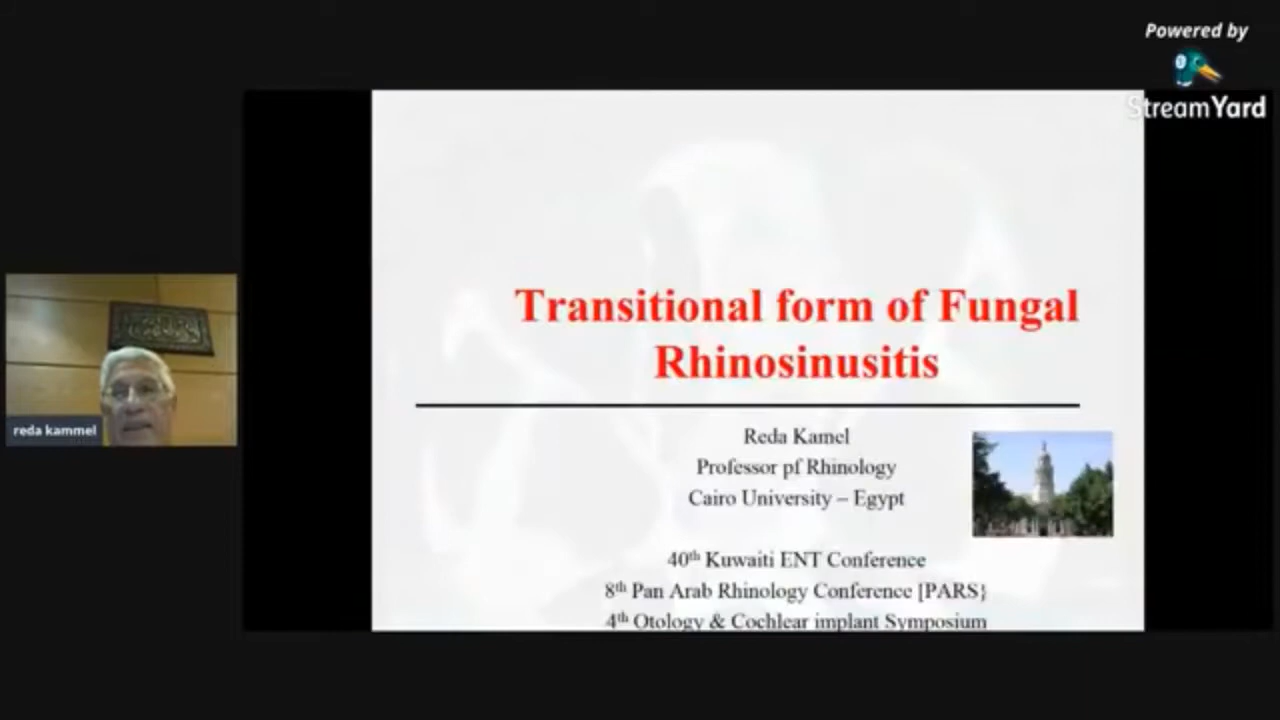 Powered by
StreamYard
Transitional form of Fungal
Rhinosinusitis
Reda Kamel
Professor pf Rhinology
Cairo University – Egypt
40th Kuwaiti ENT Conference
8th Pan Arab Rhinology Conference [PARS}
4th Otology & Cochlear implant Symposium
reda kammel